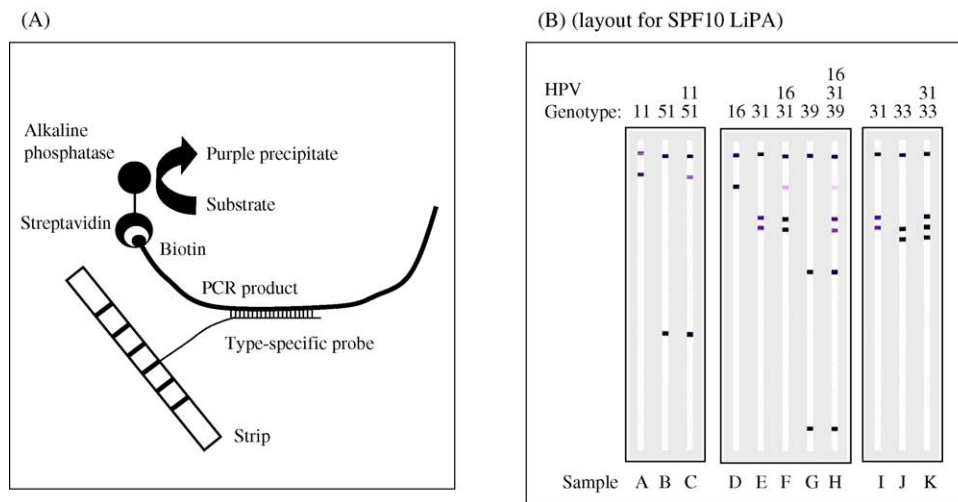 (A)
Alkaline
phosphatase
Purple precipitate
Substrate
Streptavidin
Biotin
PCR product
Type-specific probe
Strip
(B) (layout for SPF10 LiPA)
16
HPV 11 16 31 31
Genotype: 11 51 51 16 31 31 39 39 31 33 33
Sample A B C D E F G H I J K